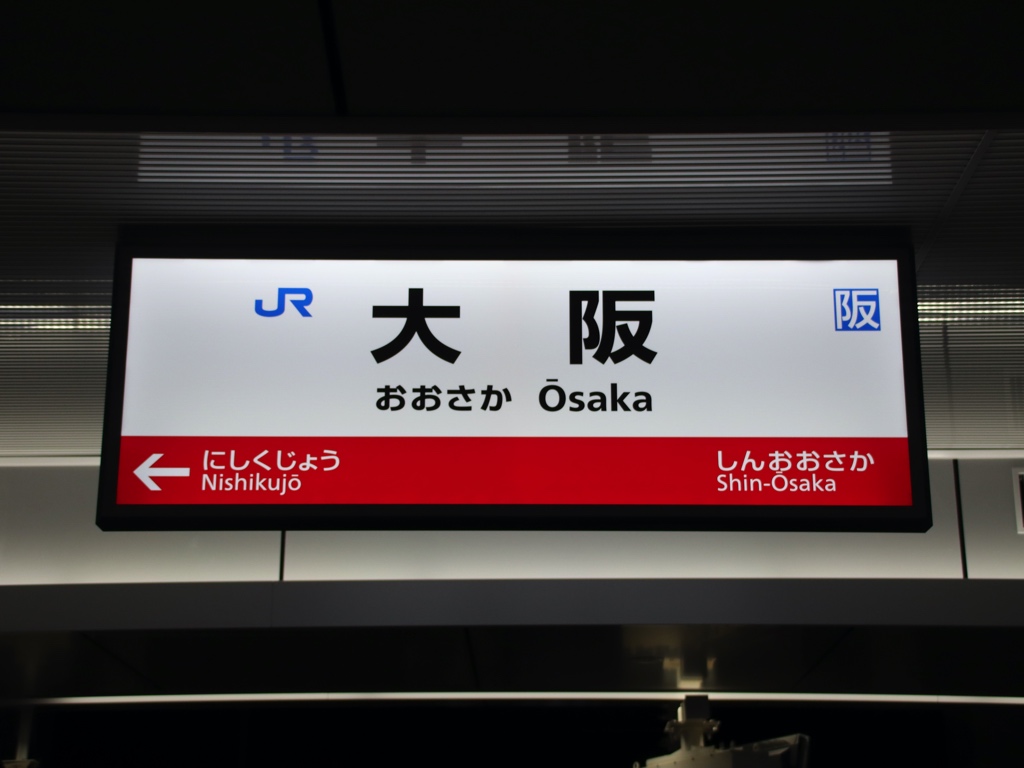 JR 大阪 阪
おおさか Ōsaka
← にしくじょう しんおおさか
Nishikujō Shin-Ōsaka